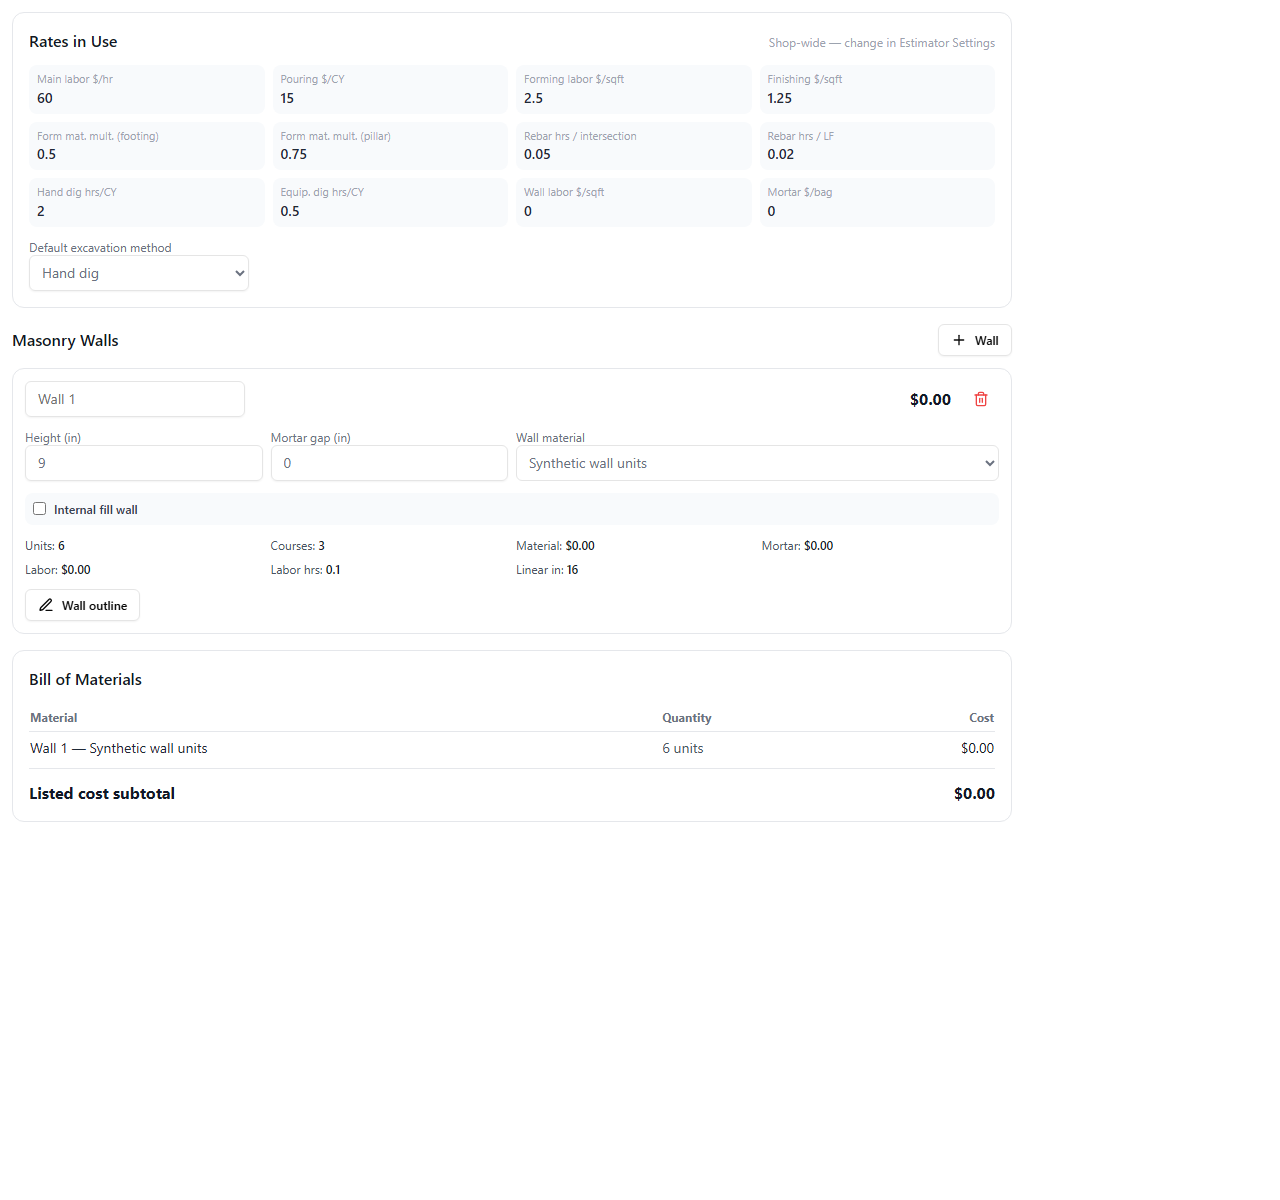 Rates in Use
Shop-wide — change in Estimator Settings
Main labor $/hr
60
Pouring $/CY
15
Forming labor $/sqft
2.5
Finishing $/sqft
1.25
Form mat. mult. (footing)
0.5
Form mat. mult. (pillar)
0.75
Rebar hrs / intersection
0.05
Rebar hrs / LF
0.02
Hand dig hrs/CY
2
Equip. dig hrs/CY
0.5
Wall labor $/sqft
0
Mortar $/bag
0
Default excavation method
Hand dig
Masonry Walls
Wall
Wall 1
$0.00
Height (in)
9
Mortar gap (in)
0
Wall material
Synthetic wall units
Internal fill wall
Units: 6
Courses: 3
Material: $0.00
Mortar: $0.00
Labor: $0.00
Labor hrs: 0.1
Linear in: 16
Wall outline
Bill of Materials
Material Quantity Cost
Wall 1 — Synthetic wall units 6 units $0.00
Listed cost subtotal $0.00